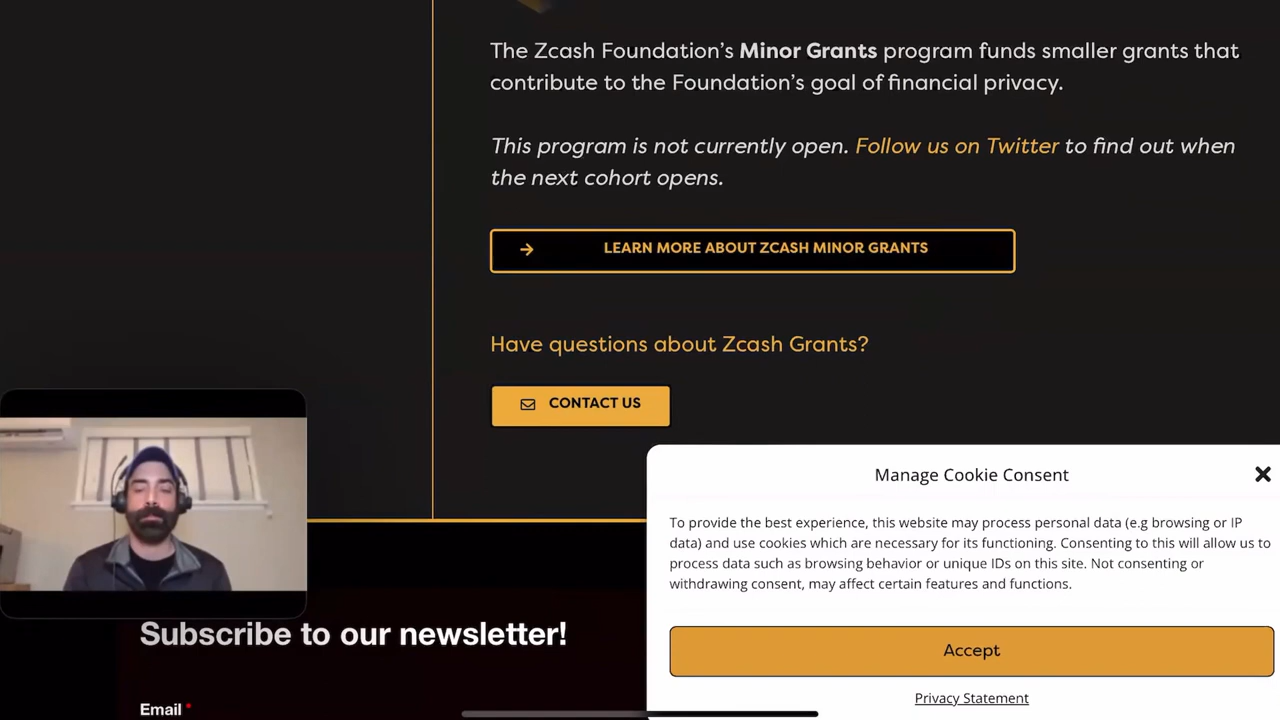 The Zcash Foundation’s Minor Grants program funds smaller grants that
contribute to the Foundation’s goal of financial privacy.
This program is not currently open. Follow us on Twitter to find out when
the next cohort opens.
LEARN MORE ABOUT ZCASH MINOR GRANTS
Have questions about Zcash Grants?
CONTACT US
Manage Cookie Consent
To provide the best experience, this website may process personal data (e.g browsing or IP
data) and use cookies which are necessary for its functioning. Consenting to this will allow us to
process data such as browsing behavior or unique IDs on this site. Not consenting or
withdrawing consent, may affect certain features and functions.
Accept
Privacy Statement
Subscribe to our newsletter!
Email *